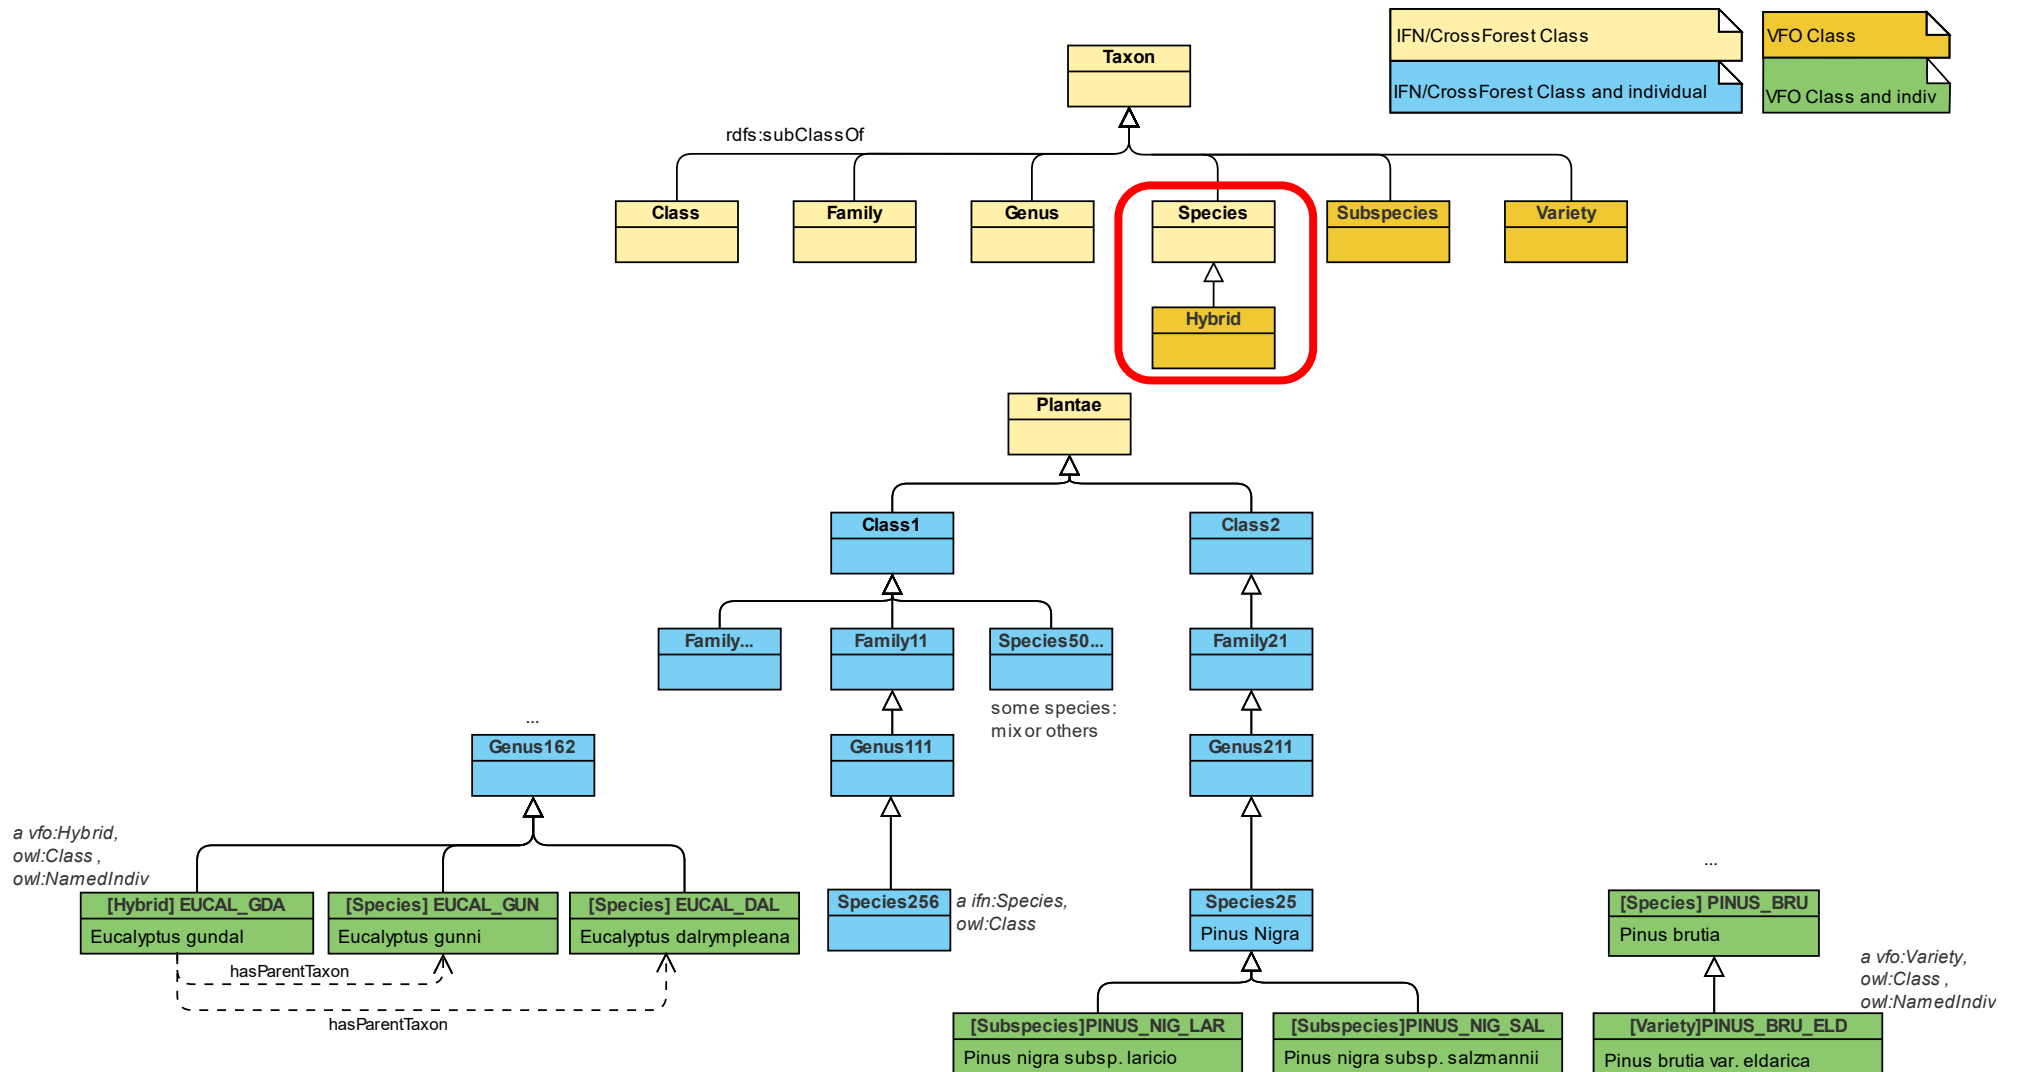 IFN/CrossForest Class
VFO Class
IFN/CrossForest Class and individual
VFO Class and indiv
Taxon
rdfs:subClassOf
Class
Family
Genus
Species
Subspecies
Variety
Hybrid
Plantae
Class1
Class2
Family...
Family11
Species50...
Family21
some species:
mix or others
...
Genus162
Genus111
Genus211
a vfo:Hybrid,
owl:Class ,
owl:NamedIndiv
[Hybrid] EUCAL_GDA
Eucalyptus gundal
[Species] EUCAL_GUN
Eucalyptus gunni
[Species] EUCAL_DAL
Eucalyptus dalrympleana
hasParentTaxon
hasParentTaxon
Species256
a ifn:Species,
owl:Class
Species25
Pinus Nigra
...
[Species] PINUS_BRU
Pinus brutia
a vfo:Variety,
owl:Class ,
owl:NamedIndiv
[Subspecies]PINUS_NIG_LAR
Pinus nigra subsp. laricio
[Subspecies]PINUS_NIG_SAL
Pinus nigra subsp. salzmannii
[Variety]PINUS_BRU_ELD
Pinus brutia var. eldarica